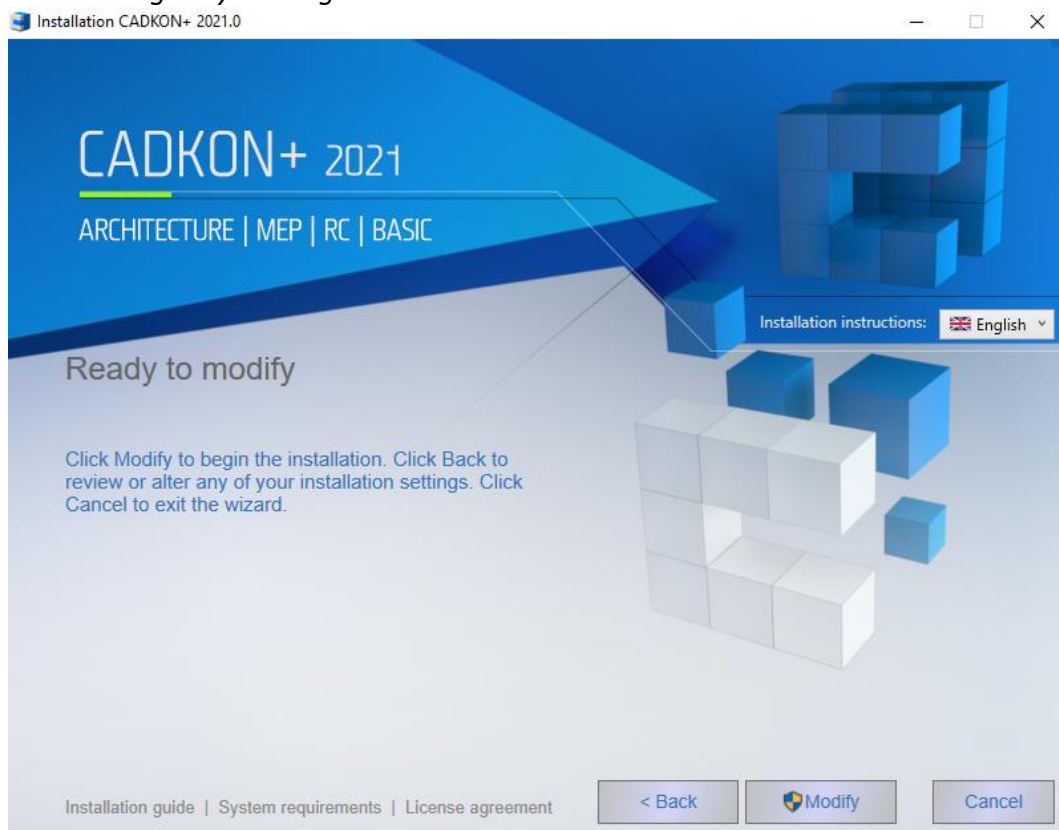 Installation CADKON+ 2021.0
CADKON+ 2021
ARCHITECTURE | MEP | RC | BASIC
Installation instructions: English
Ready to modify
Click Modify to begin the installation. Click Back to
review or alter any of your installation settings. Click
Cancel to exit the wizard.
Installation guide | System requirements | License agreement
< Back
Modify
Cancel